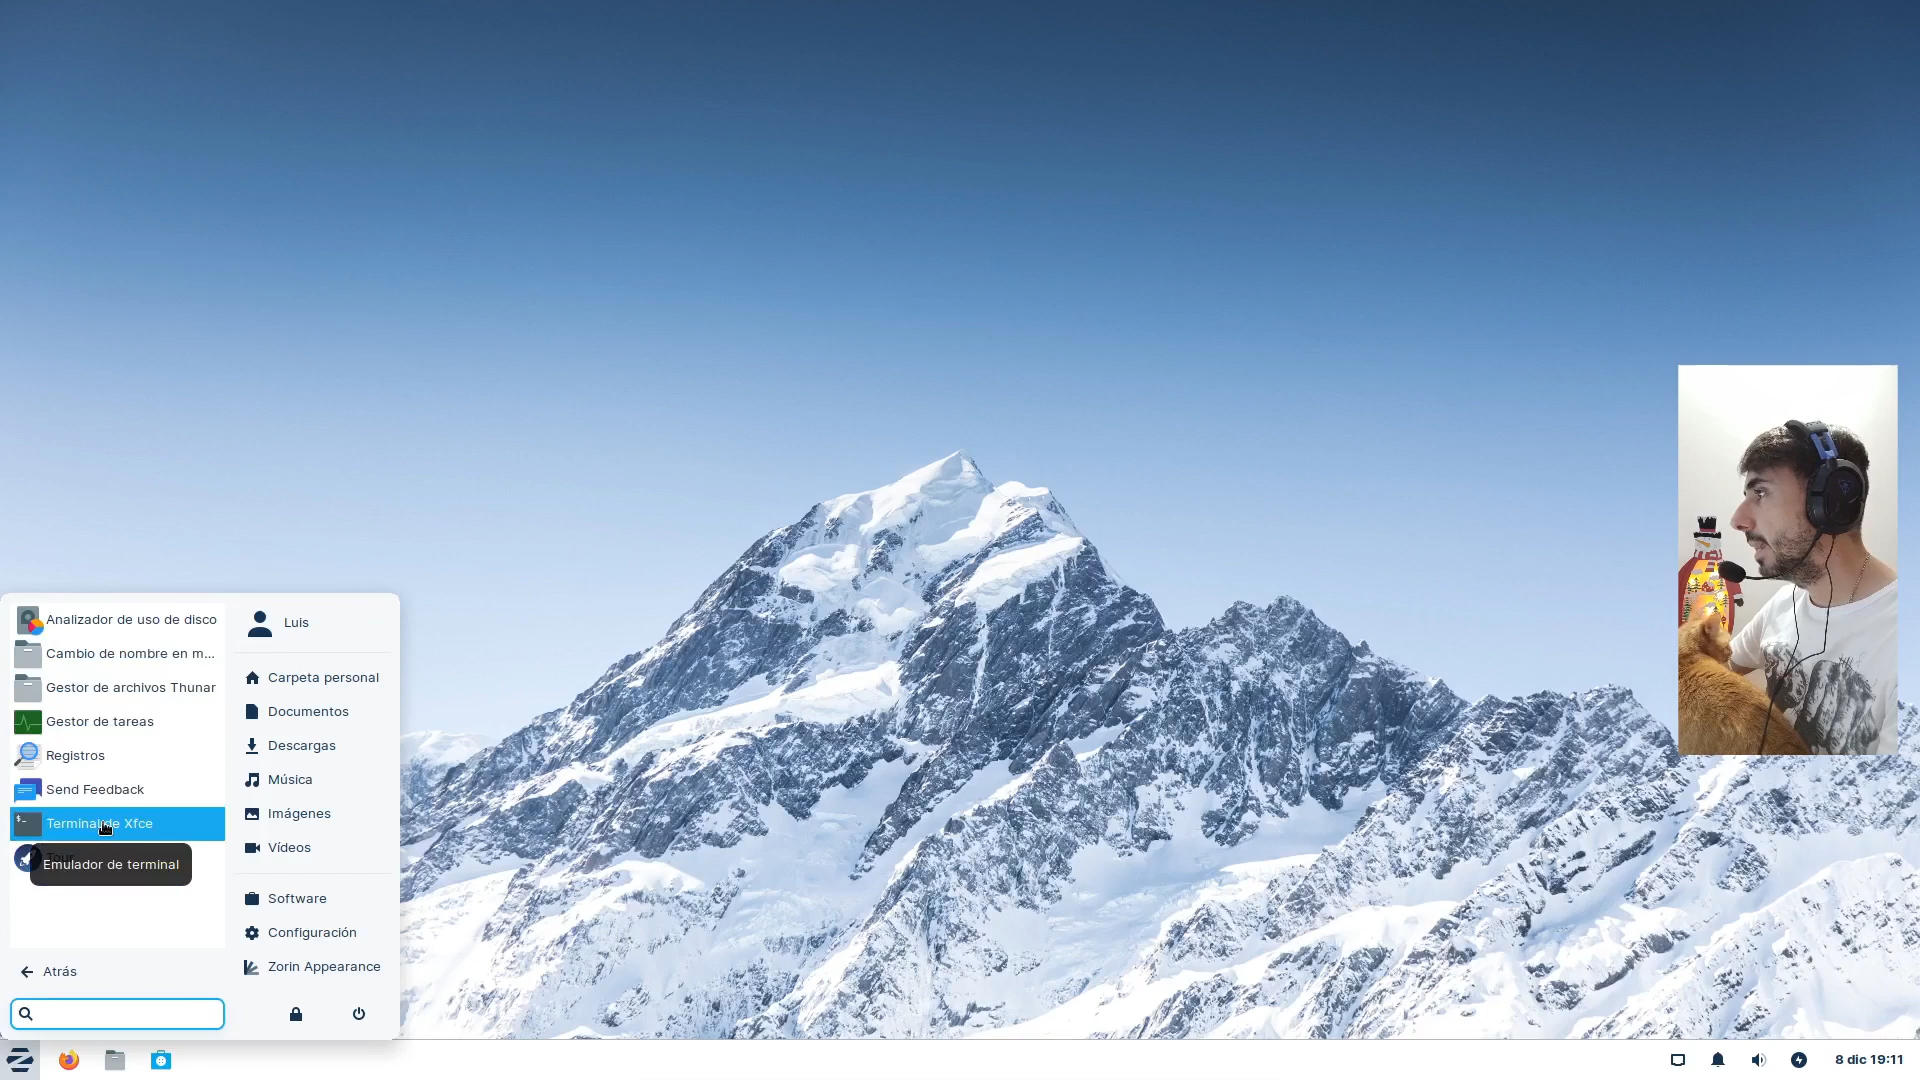 Analizador de uso de disco
Cambio de nombre en m...
Gestor de archivos Thunar
Gestor de tareas
Registros
Send Feedback
Terminal de Xfce
Emulador de terminal
Atrás
Luis
Carpeta personal
Documentos
Descargas
Música
Imágenes
Vídeos
Software
Configuración
Zorin Appearance
8 dic 19:11